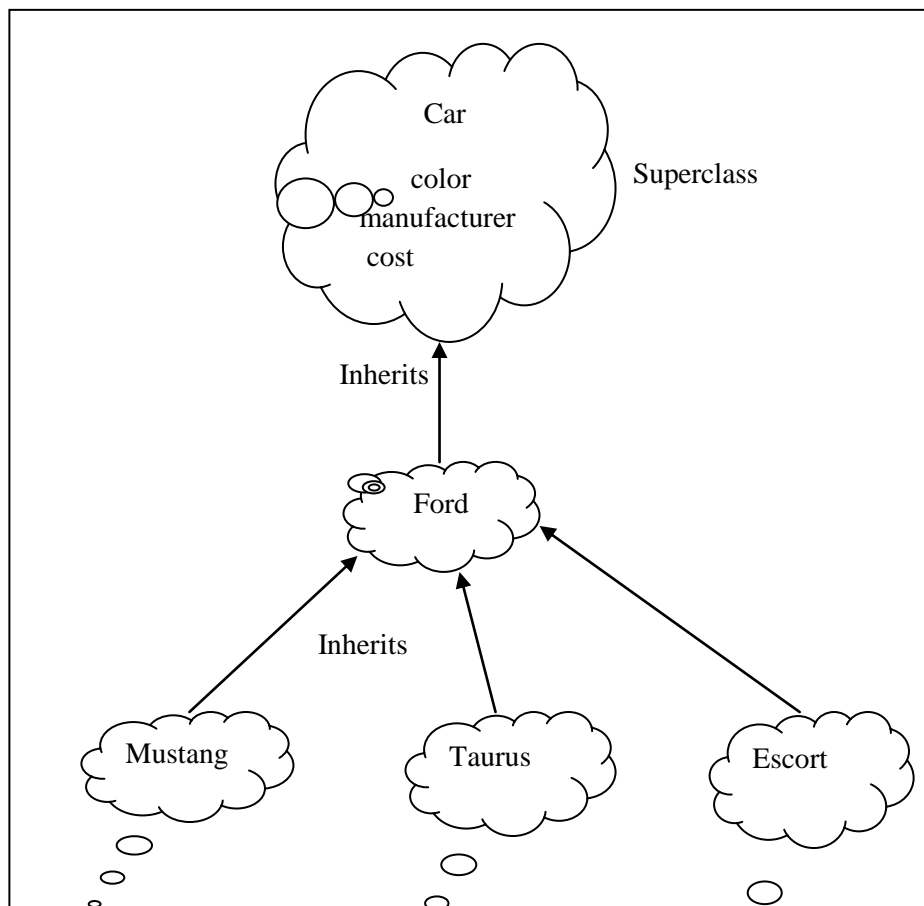 Car
color
Superclass
manufacturer
cost
Inherits
Ford
Inherits
Mustang
Taurus
Escort